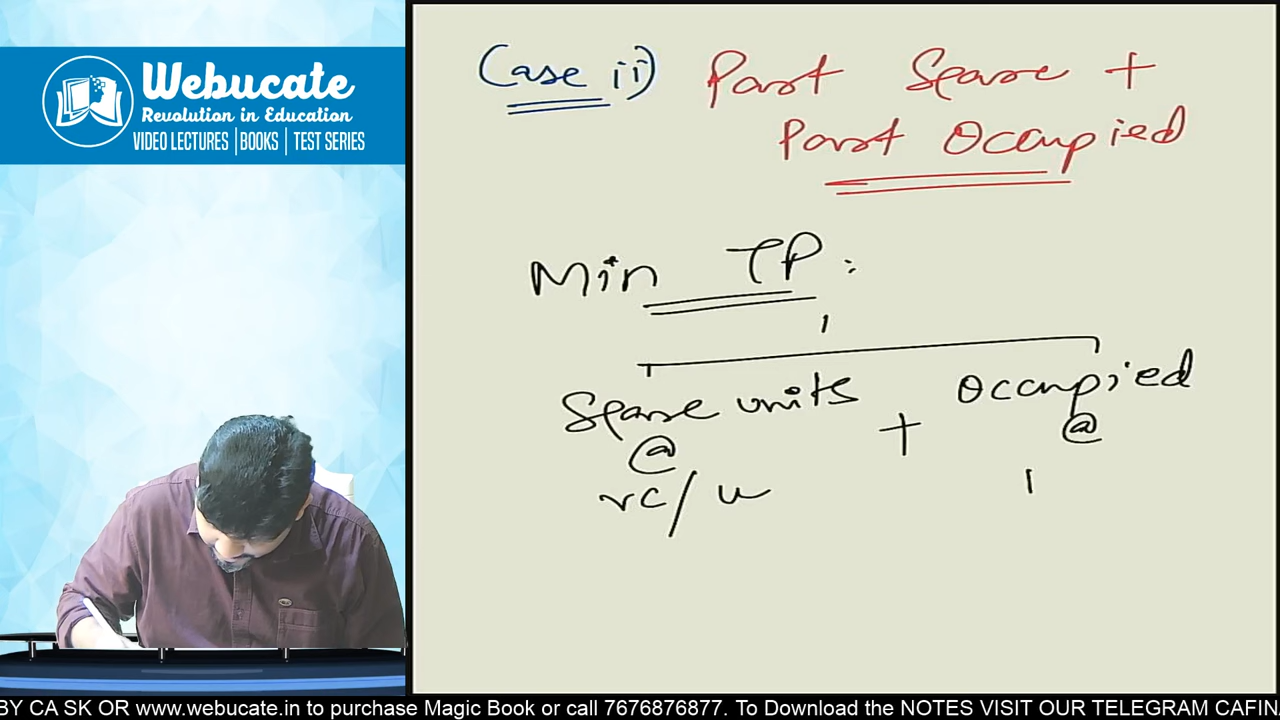 Webucate
Revolution in Education
VIDEO LECTURES | BOOKS | TEST SERIES
Case ii) Part Spare +
Part Occupied
Min TP:
Spare units + Occupied
@ @
VC/u
BY CA SK OR www.webucate.in to purchase Magic Book or call 7676876877. To Download the NOTES VISIT OUR TELEGRAM CAFIN